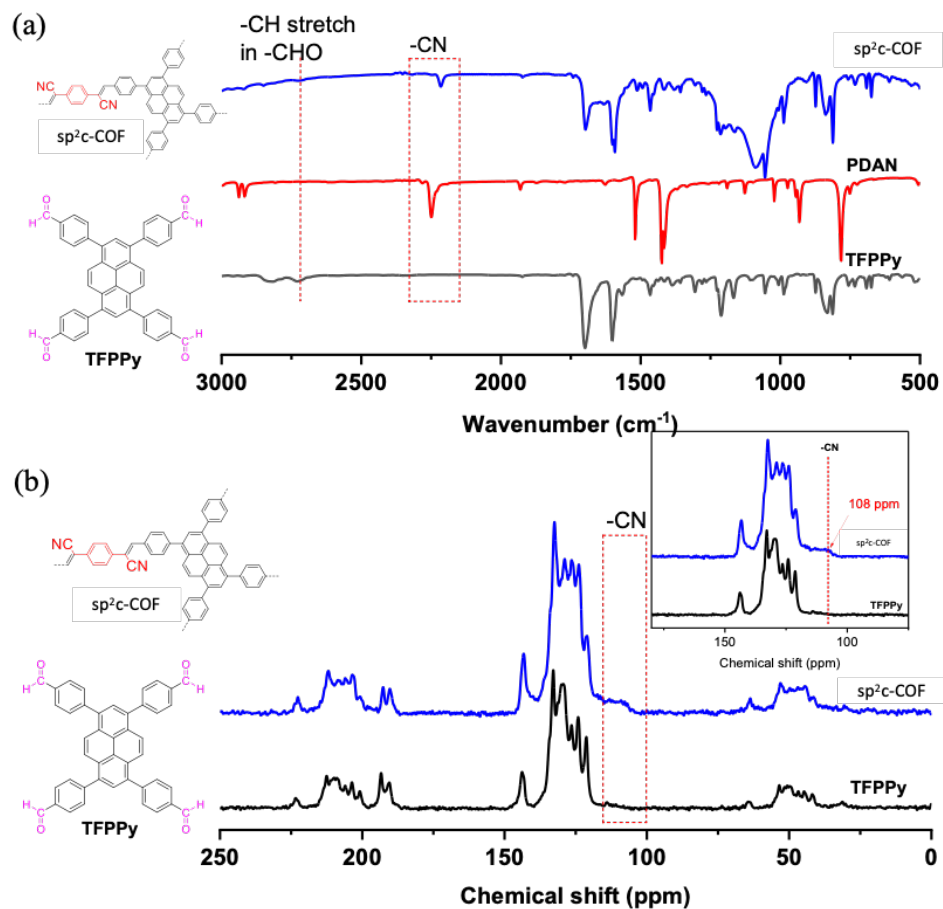 (a)
-CH stretch
in -CHO
-CN
sp²c-COF
NC
CN
sp²c-COF
PDAN
TFPPy
O
H
O
H
H
O
H
O
TFPPy
3000 2500 2000 1500 1000 500
Wavenumber (cm⁻¹)
(b)
-CN
108 ppm
sp²c-COF
TFPPy
150 100
Chemical shift (ppm)
NC
CN
sp²c-COF
-CN
sp²c-COF
TFPPy
O
H
O
H
H
O
H
O
TFPPy
250 200 150 100 50 0
Chemical shift (ppm)